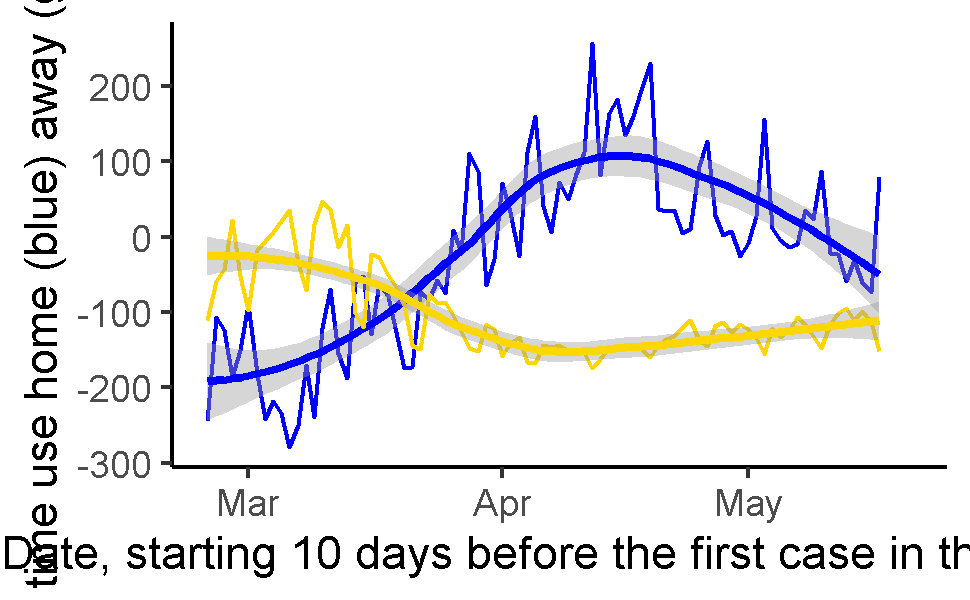 time use home (blue) away (
200
100
0
-100
-200
-300
Mar Apr May
Date, starting 10 days before the first case in th